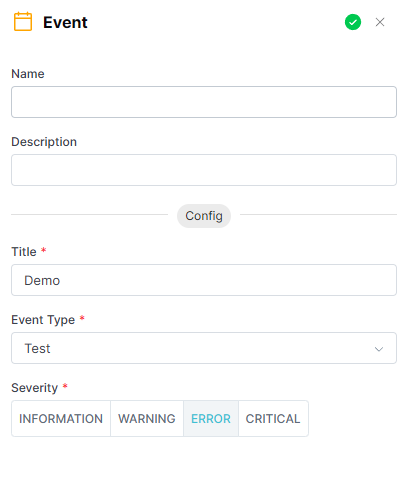 Event
Name
Description
Config
Title *
Demo
Event Type *
Test
Severity *
INFORMATION WARNING ERROR CRITICAL